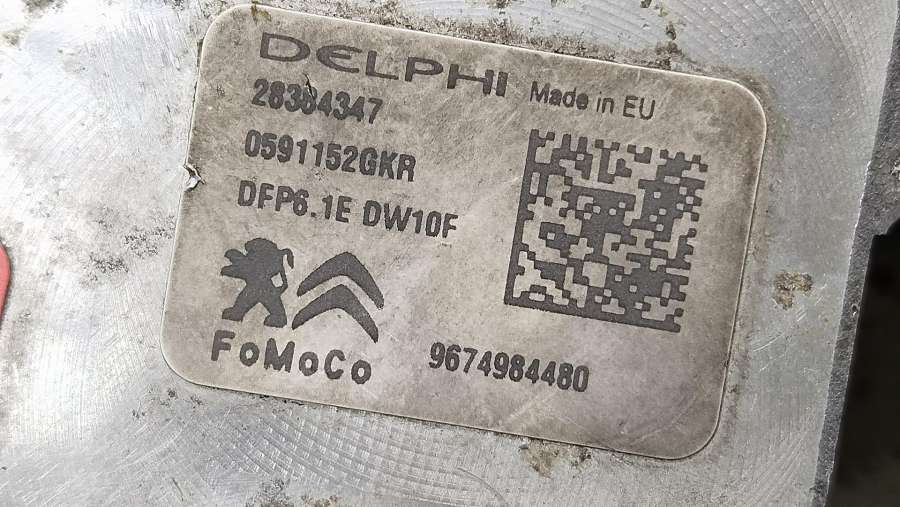 DELPHI Made in EU
28384347
0591152GKR
DFP6.1E DW10F
FoMoCo
9674984480